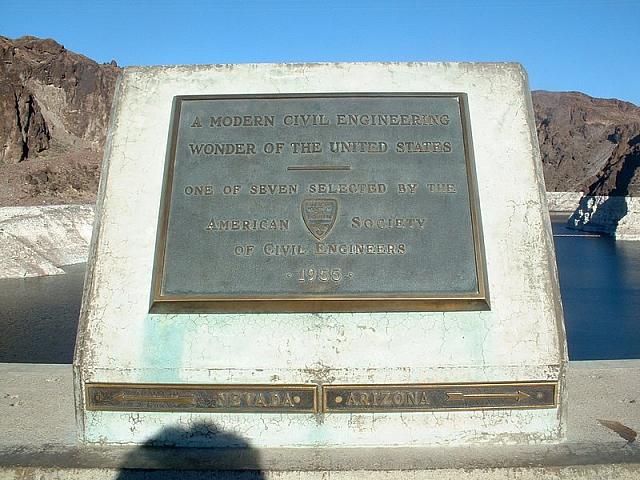 A MODERN CIVIL ENGINEERING
WONDER OF THE UNITED STATES
ONE OF SEVEN SELECTED BY THE
AMERICAN SOCIETY
OF CIVIL ENGINEERS
1955
NEVADA
ARIZONA